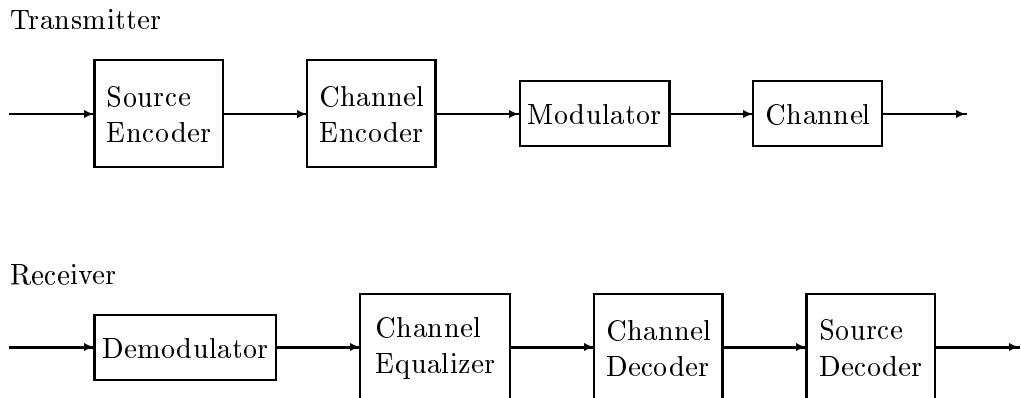 Transmitter
Source
Encoder
Channel
Encoder
Modulator
Channel
Receiver
Demodulator
Channel
Equalizer
Channel
Decoder
Source
Decoder